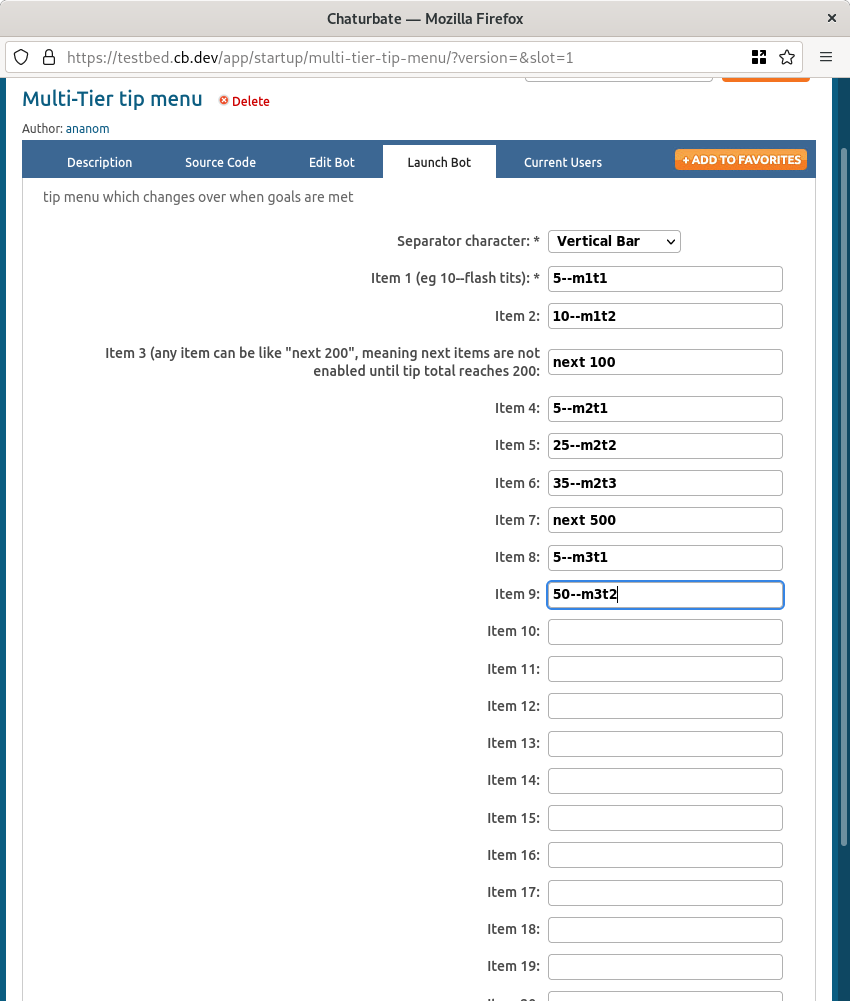 Chaturbate — Mozilla Firefox
https://testbed.cb.dev/app/startup/multi-tier-tip-menu/?version=&slot=1
Multi-Tier tip menu Delete
Author: ananom
Description Source Code Edit Bot Launch Bot Current Users + ADD TO FAVORITES
tip menu which changes over when goals are met
Separator character: * Vertical Bar
Item 1 (eg 10--flash tits): * 5--m1t1
Item 2: 10--m1t2
Item 3 (any item can be like "next 200", meaning next items are not
enabled until tip total reaches 200: next 100
Item 4: 5--m2t1
Item 5: 25--m2t2
Item 6: 35--m2t3
Item 7: next 500
Item 8: 5--m3t1
Item 9: 50--m3t2
Item 10:
Item 11:
Item 12:
Item 13:
Item 14:
Item 15:
Item 16:
Item 17:
Item 18:
Item 19: